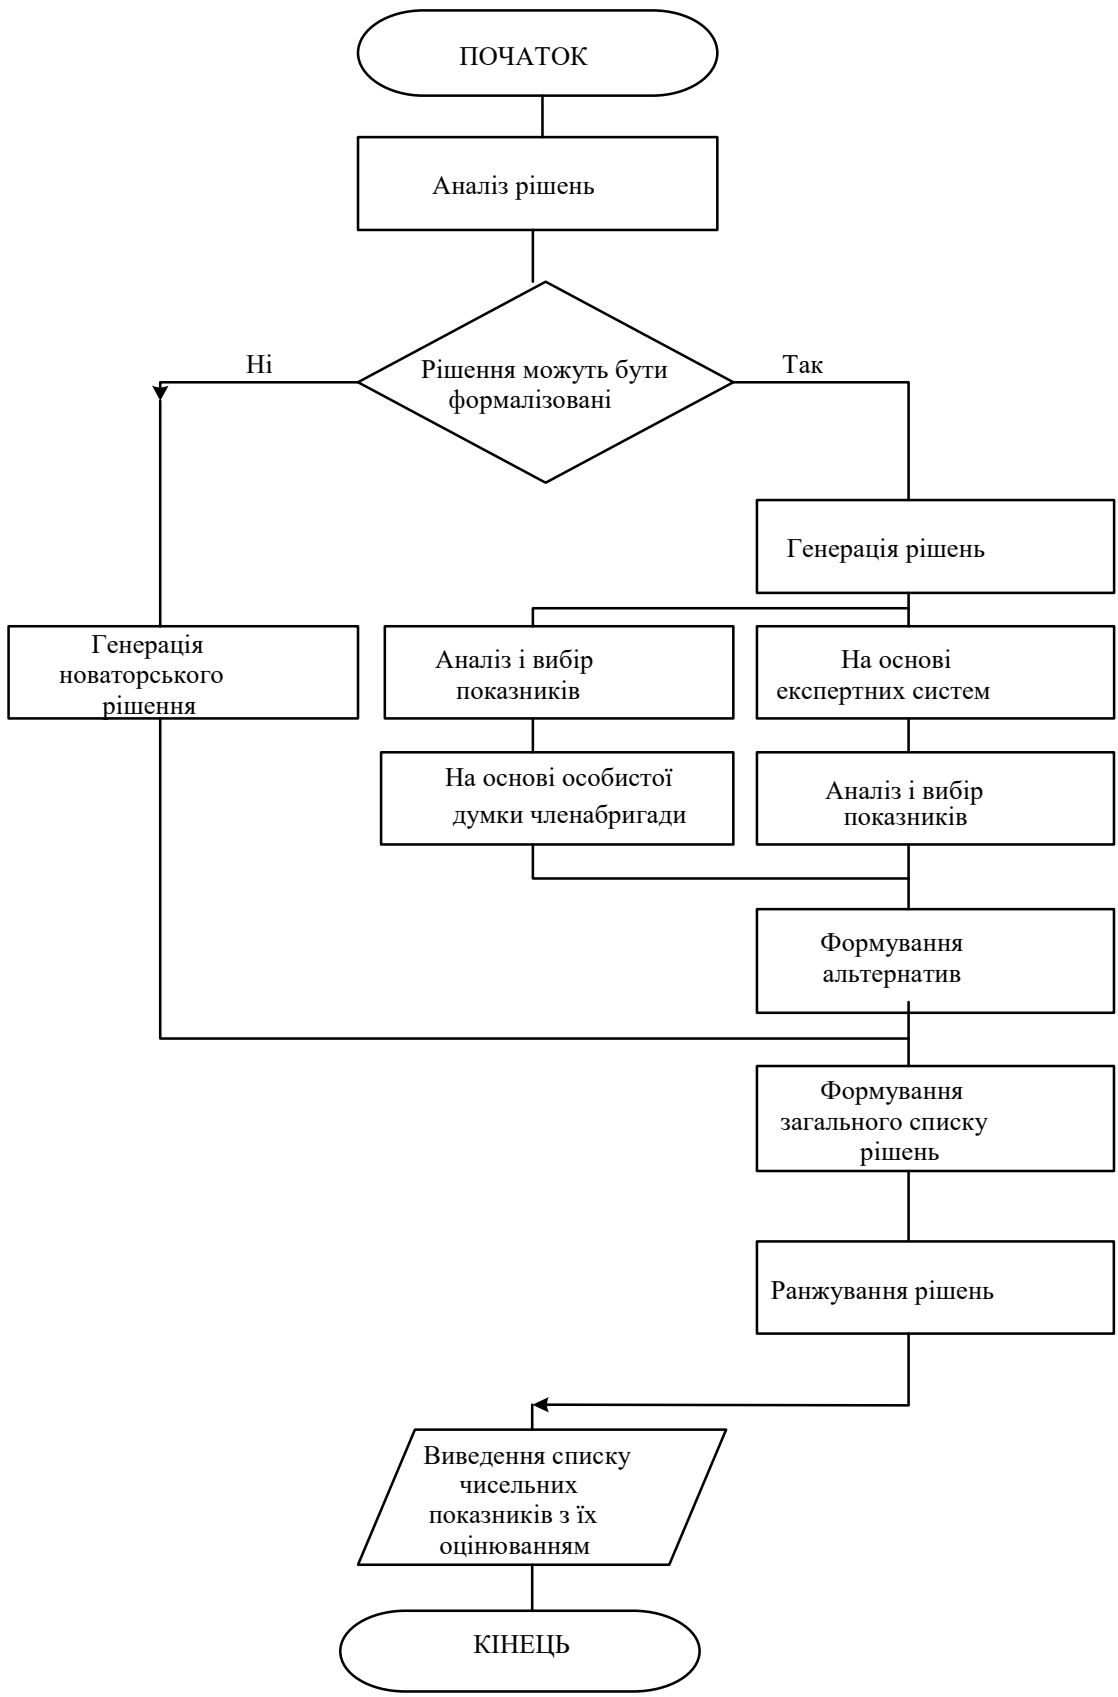 ПОЧАТОК
Аналіз рішень
Ні
Рішення можуть бути
формалізовані
Так
Генерація рішень
Генерація
новаторського
рішення
Аналіз і вибір
показників
На основі
експертних систем
На основі особистої
думки членабригади
Аналіз і вибір
показників
Формування
альтернатив
Формування
загального списку
рішень
Ранжування рішень
Виведення списку
чисельних
показників з їх
оцінюванням
КІНЕЦЬ